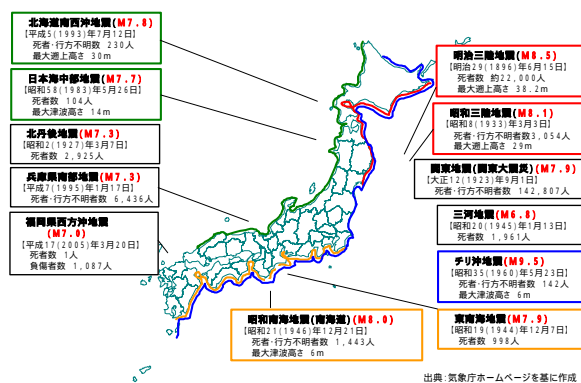 北海道南西沖地震(M7.8)
【平成5(1993)年7月12日】
死者・行方不明数 230人
最大遡上高さ 30m
日本海中部地震(M7.7)
【昭和58(1983)年5月26日】
死者数 104人
最大津波高さ 14m
北丹後地震(M7.3)
【昭和2(1927)年3月7日】
死者数 2,925人
兵庫県南部地震(M7.3)
【平成7(1995)年1月17日】
死者・行方不明者数 6,436人
福岡県西方沖地震
(M7.0)
【平成17(2005)年3月20日】
死者数 1人
負傷者数 1,087人
明治三陸地震(M8.5)
【明治29(1896)年6月15日】
死者数 約22,000人
最大遡上高さ 38.2m
昭和三陸地震(M8.1)
【昭和8(1933)年3月3日】
死者・行方不明者数3,054人
最大遡上高さ 29m
関東地震(関東大震災)(M7.9)
【大正12(1923)年9月1日】
死者・行方不明者数 142,807人
三河地震(M6.8)
【昭和20(1945)年1月13日】
死者数 1,961人
チリ沖地震(M9.5)
【昭和35(1960)年5月23日】
死者・行方不明者数 142人
最大津波高さ 6m
昭和南海地震(南海道)(M8.0)
【昭和21(1946)年12月21日】
死者・行方不明者数 1,443人
最大津波高さ 6m
東南海地震(M7.9)
【昭和19(1944)年12月7日】
死者数 998人
出典:気象庁ホームページを基に作成